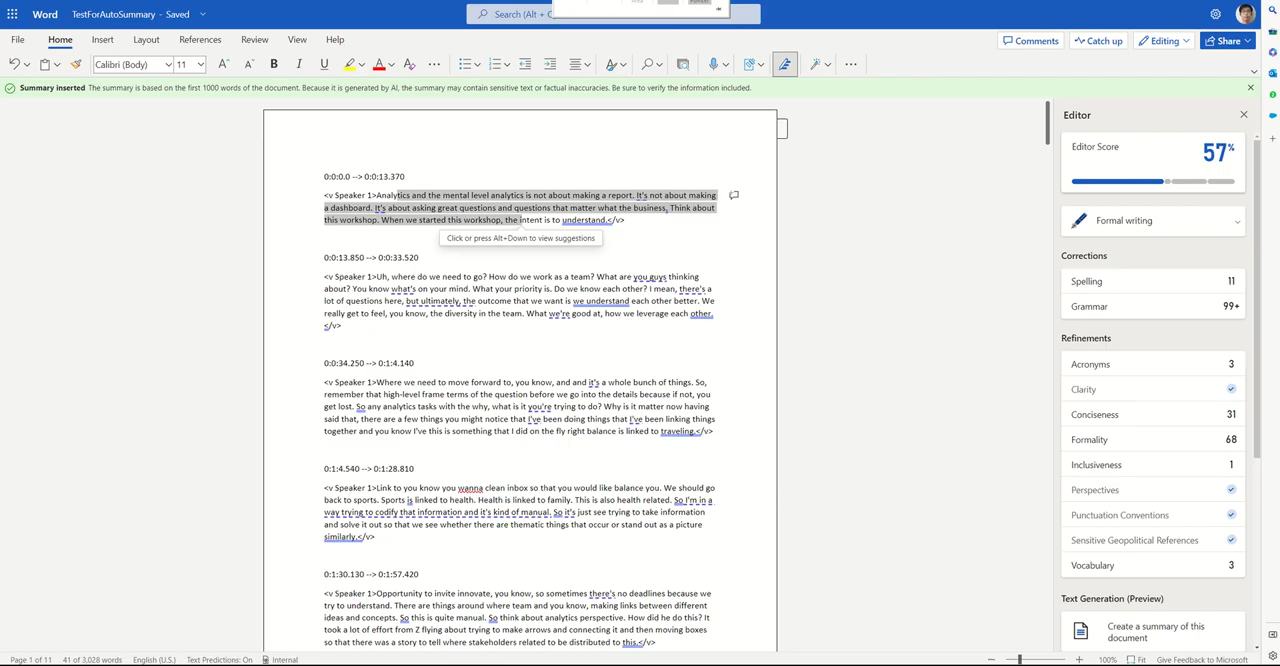 Word TestForAutoSummary - Saved Search (Alt +
File Home Insert Layout References Review View Help Comments Catch up Editing Share
Calibri (Body) 11
Summary inserted The summary is based on the first 1000 words of the document. Because it is generated by AI, the summary may contain sensitive text or factual inaccuracies. Be sure to verify the information included.
0:0:0.0 --> 0:0:13.370
<v Speaker 1>Analytics and the mental level analytics is not about making a report. It's not about making
a dashboard. It's about asking great questions and questions that matter what the business, Think about
this workshop. When we started this workshop, the intent is to understand.</v>
Click or press Alt+Down to view suggestions
0:0:13.850 --> 0:0:33.520
<v Speaker 1>Uh, where do we need to go? How do we work as a team? What are you guys thinking
about? You know what's on your mind. What your priority is. Do we know each other? I mean, there's a
lot of questions here, but ultimately, the outcome that we want is we understand each other better. We
really get to feel, you know, the diversity in the team. What we're good at, how we leverage each other.
</v>
0:0:34.250 --> 0:1:4.140
<v Speaker 1>Where we need to move forward to, you know, and and it's a whole bunch of things. So,
remember that high-level frame terms of the question before we go into the details because if not, you
get lost. So any analytics tasks with the why, what is it you're trying to do? Why is it matter now having
said that, there are a few things you might notice that I've been doing things that I've been linking things
together and you know I've this is something that I did on the fly right balance is linked to traveling.</v>
0:1:4.540 --> 0:1:28.810
<v Speaker 1>Link to you know you wanna clean inbox so that you would like balance you. We should go
back to sports. Sports is linked to health. Health is linked to family. This is also health related. So I'm in a
way trying to codify that information and it's kind of manual. So it's just see trying to take information
and solve it out so that we see whether there are thematic things that occur or stand out as a picture
similarly.</v>
0:1:30.130 --> 0:1:57.420
<v Speaker 1>Opportunity to invite innovate, you know, so sometimes there's no deadlines because we
try to understand. There are things around where team and you know, making links between different
ideas and concepts. So this is quite manual. So think about analytics perspective. How did he do this? It
took a lot of effort from Z flying about trying to make arrows and connecting it and then moving boxes
so that there was a story to tell where stakeholders related to be distributed to this.</v>
Editor
Editor Score 57%
Formal writing
Corrections
Spelling 11
Grammar 99+
Refinements
Acronyms 3
Clarity
Conciseness 31
Formality 68
Inclusiveness 1
Perspectives
Punctuation Conventions
Sensitive Geopolitical References
Vocabulary 3
Text Generation (Preview)
Create a summary of this
document
Page 1 of 11 41 of 3,028 words English (U.S.) Text Predictions: On Internal 100% Fit Give Feedback to Microsoft